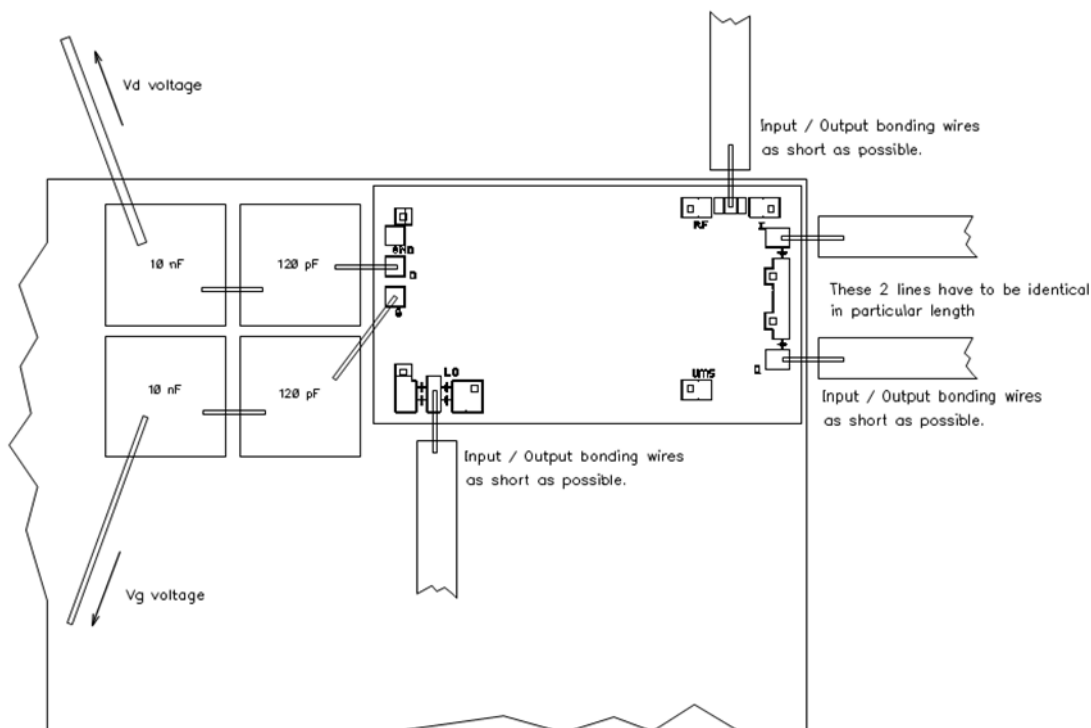 Vd voltage
Input / Output bonding wires
as short as possible.
10 nF
120 pF
GND
D
G
RF
I
These 2 lines have to be identical
in particular length
10 nF
120 pF
LO
UMS
Q
Input / Output bonding wires
as short as possible.
Input / Output bonding wires
as short as possible.
Vg voltage